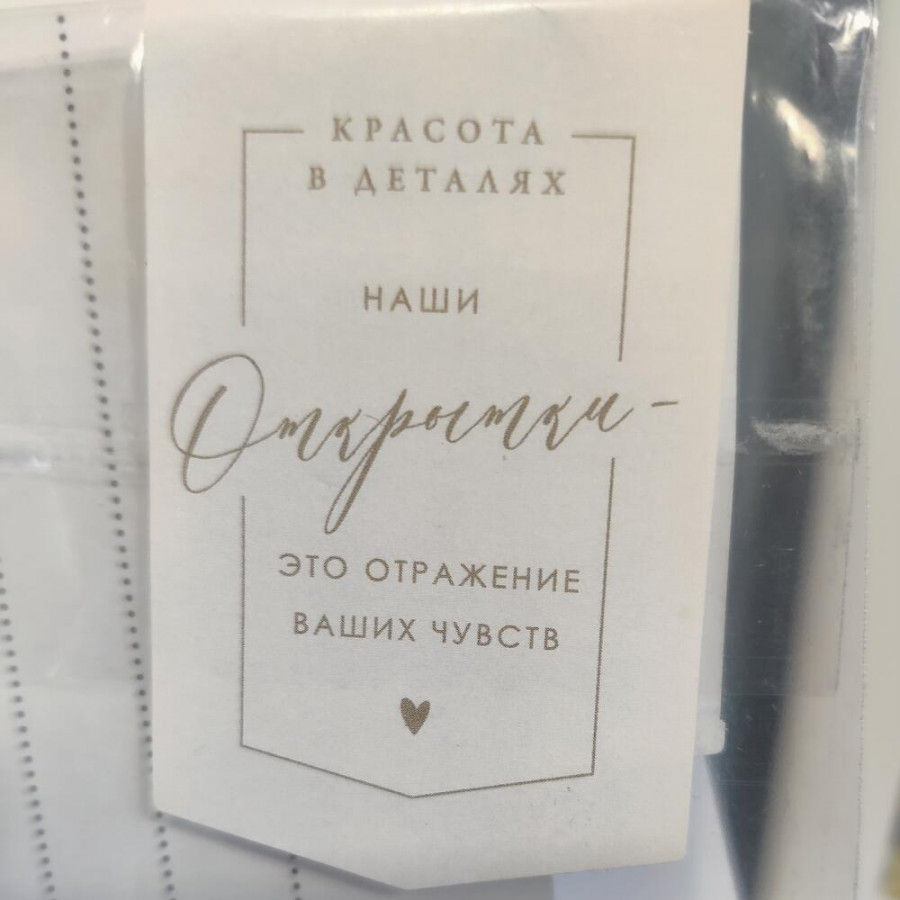 КРАСОТА
В ДЕТАЛЯХ
НАШИ
Открытки -
ЭТО ОТРАЖЕНИЕ
ВАШИХ ЧУВСТВ